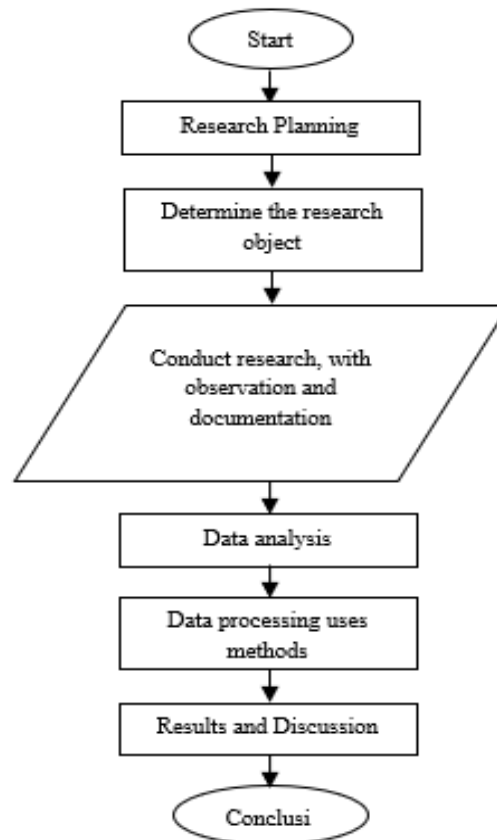 Start
Research Planning
Determine the research
object
Conduct research, with
observation and
documentation
Data analysis
Data processing uses
methods
Results and Discussion
Conclusi